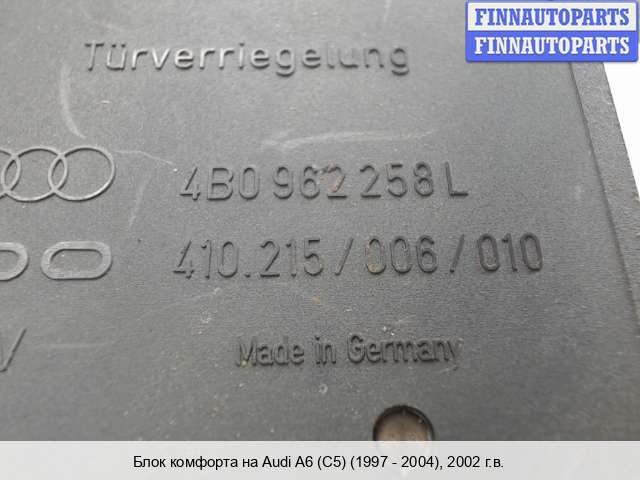 FINNAUTOPARTS
FINNAUTOPARTS
Türverriegelung
4B0 962 258 L
410.215/006/010
Made in Germany
Блок комфорта на Audi A6 (C5) (1997 - 2004), 2002 г.в.